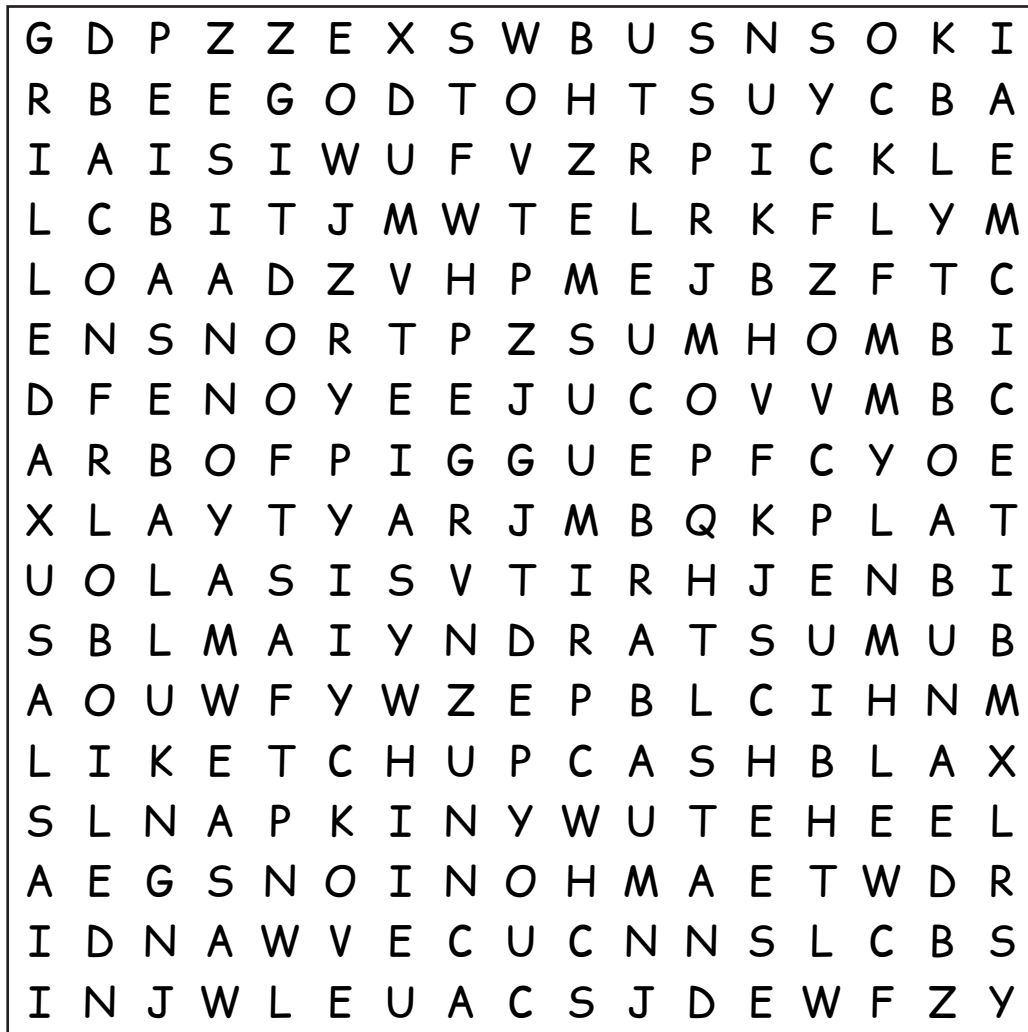 G D P Z Z E X S W B U S N S O K I
R B E E G O D T O H T S U Y C B A
I A I S I W U F V Z R P I C K L E
L C B I T J M W T E L R K F L Y M
L O A A D Z V H P M E J B Z F T C
E N S N O R T P Z S U M H O M B I
D F E N O Y E E J U C O V V M B C
A R B O F P I G G U E P F C Y O E
X L A Y T Y A R J M B Q K P L A T
U O L A S I S V T I R H J E N B I
S B L M A I Y N D R A T S U M U B
A O U W F Y W Z E P B L C I H N M
L I K E T C H U P C A S H B L A X
S L N A P K I N Y W U T E H E E L
A E G S N O I N O H M A E T W D R
I D N A W V E C U C N N S L C B S
I N J W L E U A C S J D E W F Z Y